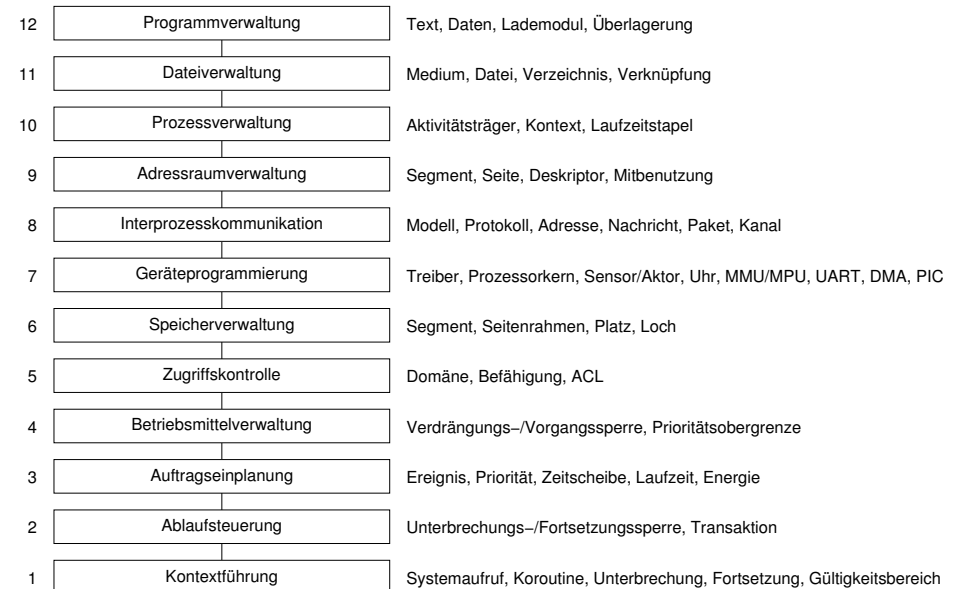 12 Programmverwaltung Text, Daten, Lademodul, Überlagerung
11 Dateiverwaltung Medium, Datei, Verzeichnis, Verknüpfung
10 Prozessverwaltung Aktivitätsträger, Kontext, Laufzeitstapel
9 Adressraumverwaltung Segment, Seite, Deskriptor, Mitbenutzung
8 Interprozesskommunikation Modell, Protokoll, Adresse, Nachricht, Paket, Kanal
7 Geräteprogrammierung Treiber, Prozessorkern, Sensor/Aktor, Uhr, MMU/MPU, UART, DMA, PIC
6 Speicherverwaltung Segment, Seitenrahmen, Platz, Loch
5 Zugriffskontrolle Domäne, Befähigung, ACL
4 Betriebsmittelverwaltung Verdrängungs−/Vorgangssperre, Prioritätsobergrenze
3 Auftragseinplanung Ereignis, Priorität, Zeitscheibe, Laufzeit, Energie
2 Ablaufsteuerung Unterbrechungs−/Fortsetzungssperre, Transaktion
1 Kontextführung Systemaufruf, Koroutine, Unterbrechung, Fortsetzung, Gültigkeitsbereich